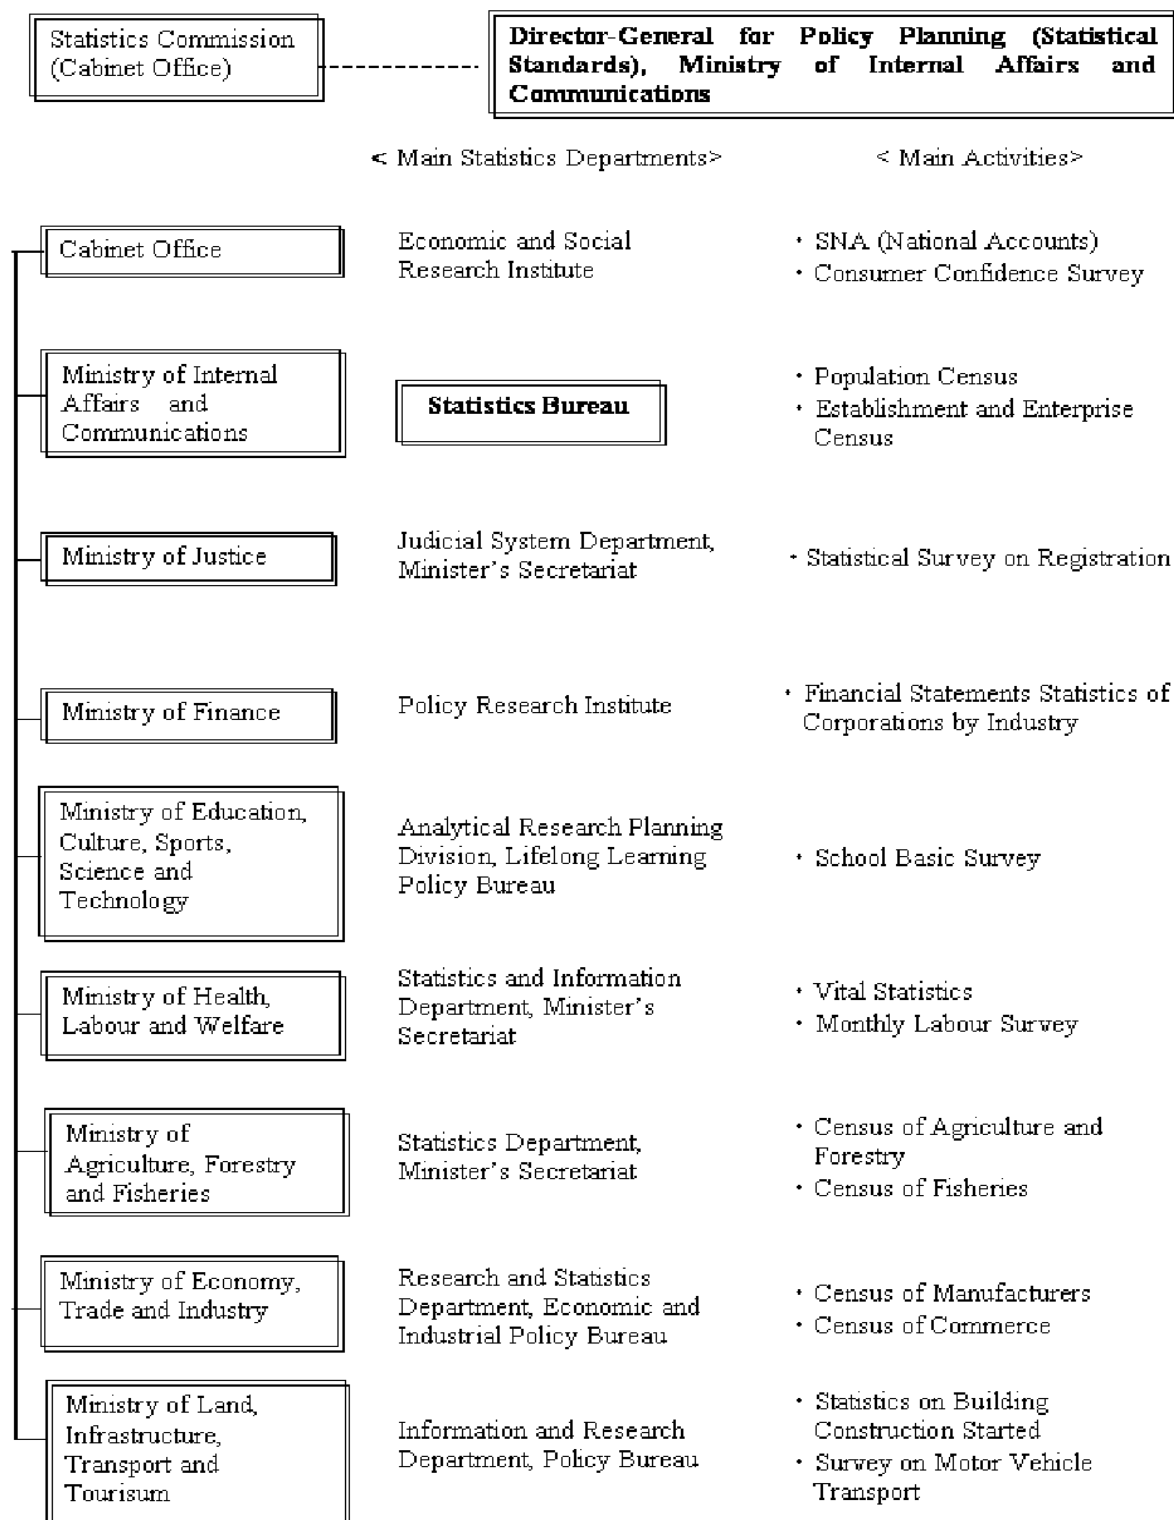 Statistics Commission
(Cabinet Office)
Director-General for Policy Planning (Statistical
Standards), Ministry of Internal Affairs and
Communications
< Main Statistics Departments>
< Main Activities>
Cabinet Office
Economic and Social
Research Institute
・SNA (National Accounts)
・Consumer Confidence Survey
Ministry of Internal
Affairs and
Communications
Statistics Bureau
・Population Census
・Establishment and Enterprise
Census
Ministry of Justice
Judicial System Department,
Minister's Secretariat
・Statistical Survey on Registration
Ministry of Finance
Policy Research Institute
・Financial Statements Statistics of
Corporations by Industry
Ministry of Education,
Culture, Sports,
Science and
Technology
Analytical Research Planning
Division, Lifelong Learning
Policy Bureau
・School Basic Survey
Ministry of Health,
Labour and Welfare
Statistics and Information
Department, Minister's
Secretariat
・Vital Statistics
・Monthly Labour Survey
Ministry of
Agriculture, Forestry
and Fisheries
Statistics Department,
Minister's Secretariat
・Census of Agriculture and
Forestry
・Census of Fisheries
Ministry of Economy,
Trade and Industry
Research and Statistics
Department, Economic and
Industrial Policy Bureau
・Census of Manufacturers
・Census of Commerce
Ministry of Land,
Infrastructure,
Transport and
Tourisum
Information and Research
Department, Policy Bureau
・Statistics on Building
Construction Started
・Survey on Motor Vehicle
Transport